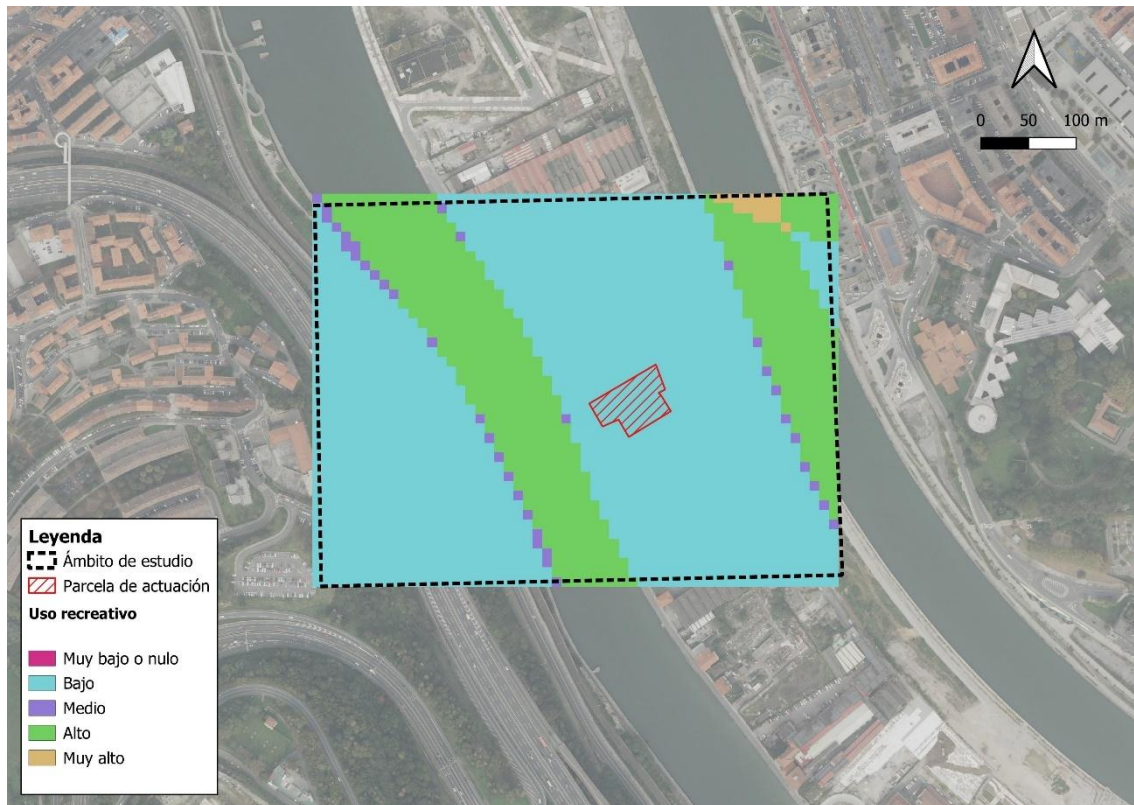 0 50 100 m
Leyenda
Ámbito de estudio
Parcela de actuación
Uso recreativo
Muy bajo o nulo
Bajo
Medio
Alto
Muy alto